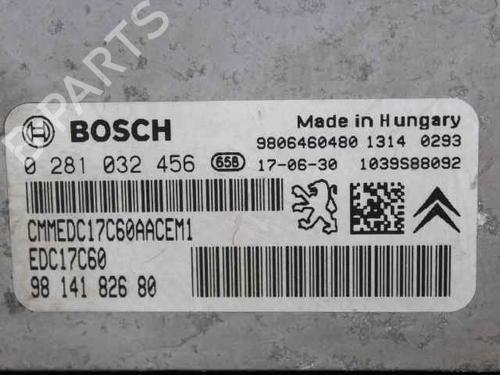 B PARTS
BOSCH
Made in Hungary
9806460480 1314 0293
0 281 032 456 658 17-06-30 1039S88092
CMMEDC17C60AACEM1
EDC17C60
98 141 826 80